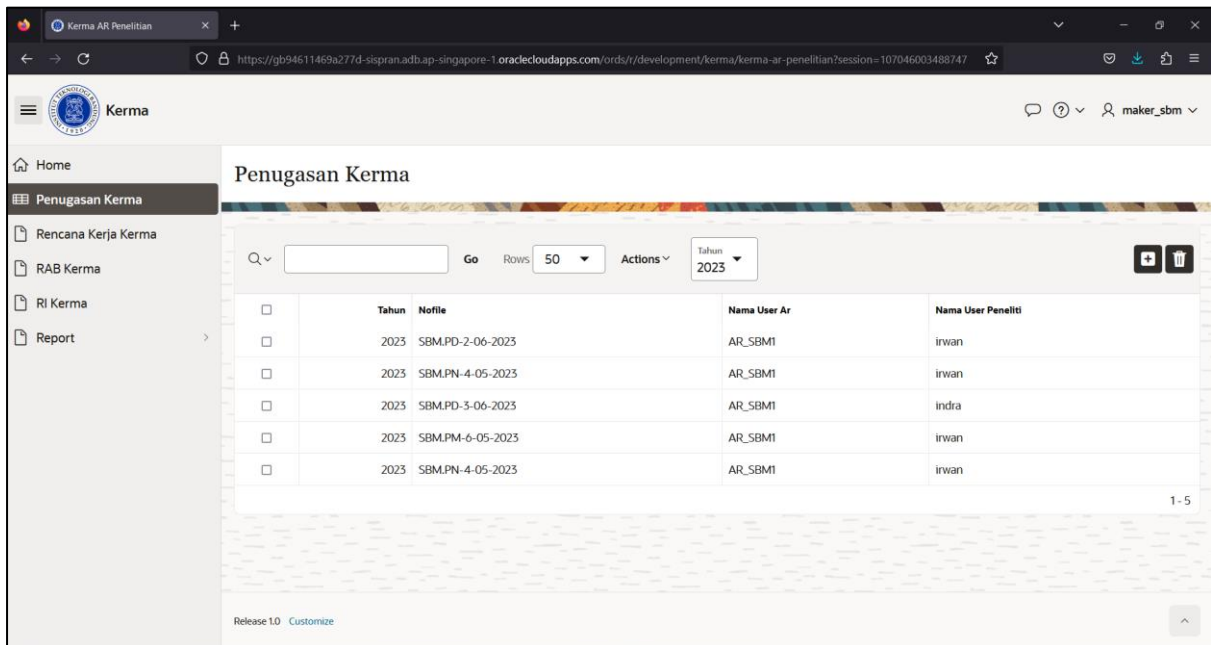 Kerma AR Penelitian
https://gb94611469a277d-sispran.adb.ap-singapore-1.oraclecloudapps.com/ords/r/development/kerma/kerma-ar-penelitian?session=107046003488747
Kerma
maker_sbm
Home
Penugasan Kerma
Rencana Kerja Kerma
RAB Kerma
RI Kerma
Report
Penugasan Kerma
Go Rows 50 Actions Tahun 2023
Tahun Nofile Nama User Ar Nama User Peneliti
2023 SBM.PD-2-06-2023 AR_SBM1 irwan
2023 SBM.PN-4-05-2023 AR_SBM1 irwan
2023 SBM.PD-3-06-2023 AR_SBM1 indra
2023 SBM.PM-6-05-2023 AR_SBM1 irwan
2023 SBM.PN-4-05-2023 AR_SBM1 irwan
1 - 5
Release 1.0 Customize